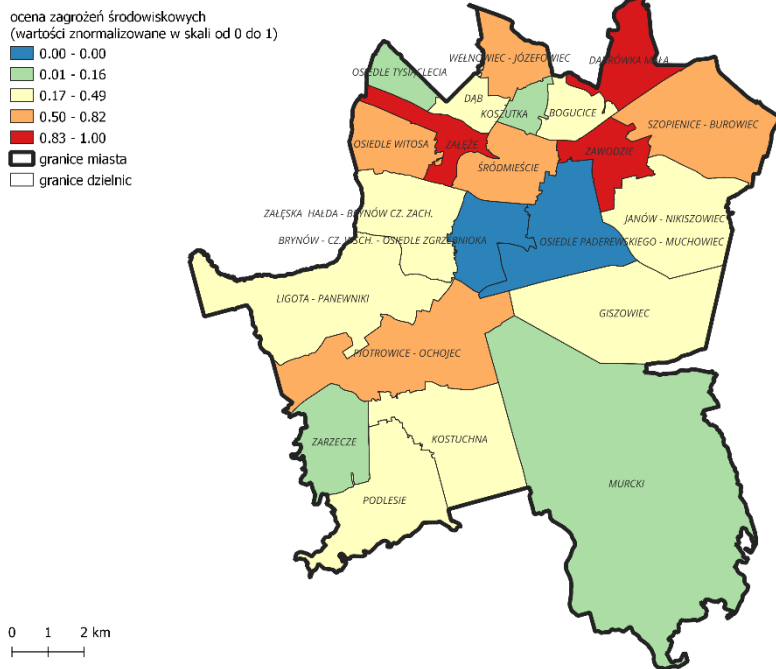 ocena zagrożeń środowiskowych
(wartości znormalizowane w skali od 0 do 1)
0.00 - 0.00
0.01 - 0.16
0.17 - 0.49
0.50 - 0.82
0.83 - 1.00
granice miasta
granice dzielnic
WEŁNOWIEC - JÓZEFOWIEC
DĄBRÓWKA MAŁA
OSIEDLE TYSIĄCLECIA
DĄB
KOSZUTKA
BOGUCICE
SZOPIENICE - BUROWIEC
OSIEDLE WITOSA
ZAŁĘŻE
ZAWODZIE
ŚRÓDMIEŚCIE
ZAŁĘSKA HAŁDA - BRYNÓW CZ. ZACH.
JANÓW - NIKISZOWIEC
BRYNÓW - CZ. WSCH. - OSIEDLE ZGRZEBNIOKA
OSIEDLE PADEREWSKIEGO - MUCHOWIEC
LIGOTA - PANEWNIKI
GISZOWIEC
PIOTROWICE - OCHOJEC
ZARZECZE
KOSTUCHNA
MURCKI
PODLESIE
0 1 2 km